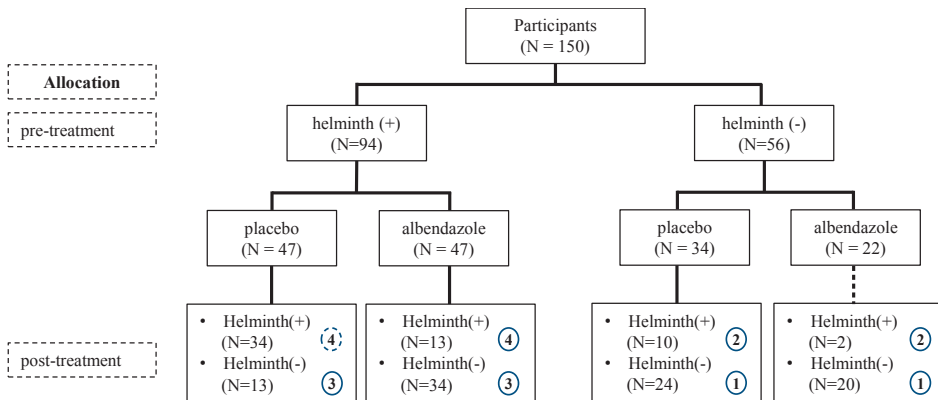 Participants
(N = 150)
Allocation
pre-treatment
helminth (+)
(N=94)
helminth (-)
(N=56)
placebo
(N = 47)
albendazole
(N = 47)
placebo
(N = 34)
albendazole
(N = 22)
post-treatment
• Helminth(+)
(N=34) 4
• Helminth(-)
(N=13) 3
• Helminth(+)
(N=13) 4
• Helminth(-)
(N=34) 3
• Helminth(+)
(N=10) 2
• Helminth(-)
(N=24) 1
• Helminth(+)
(N=2) 2
• Helminth(-)
(N=20) 1